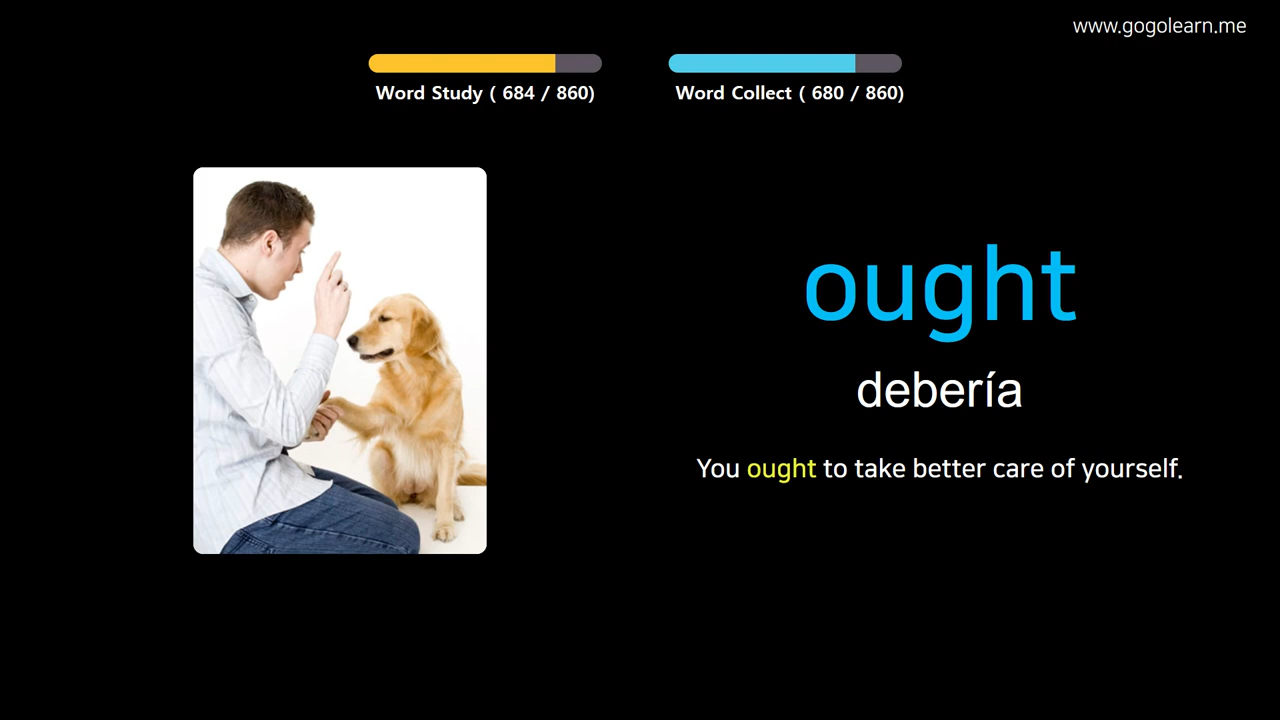 www.gogolearn.me
Word Study ( 684 / 860)
Word Collect ( 680 / 860)
ought
debería
You ought to take better care of yourself.